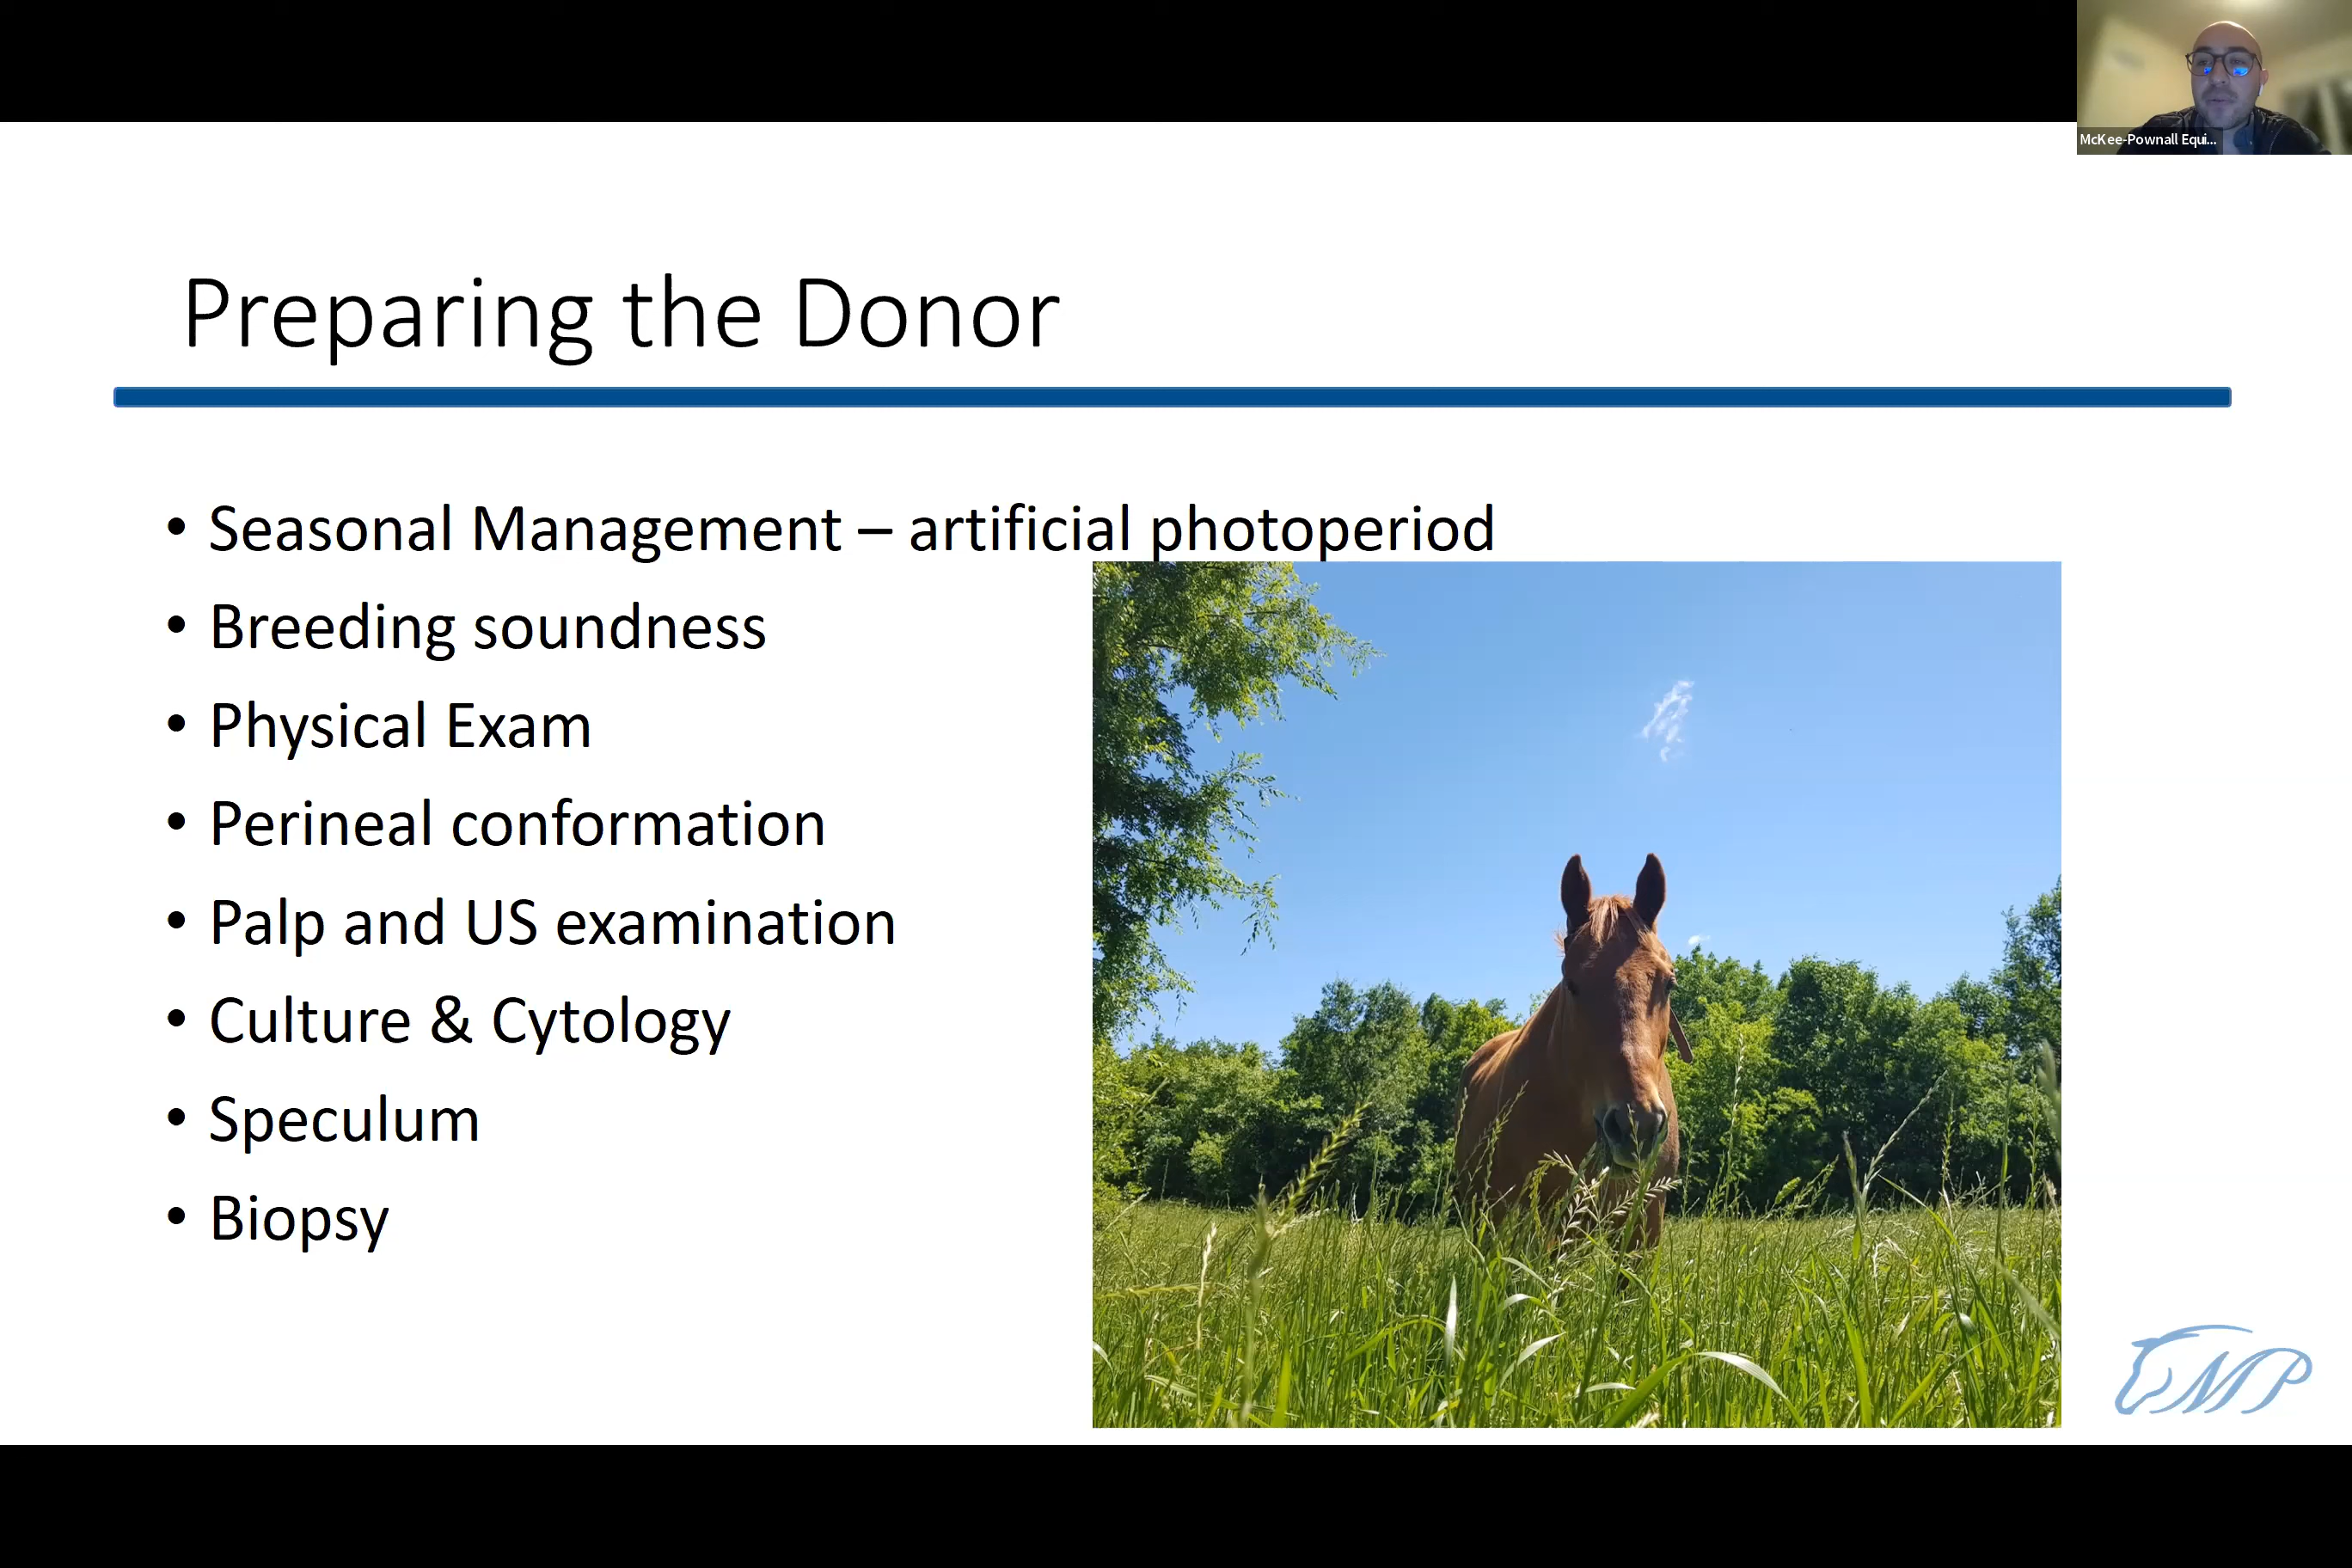 McKee-Pownall Equi...
Preparing the Donor
• Seasonal Management – artificial photoperiod
• Breeding soundness
• Physical Exam
• Perineal conformation
• Palp and US examination
• Culture & Cytology
• Speculum
• Biopsy
MP